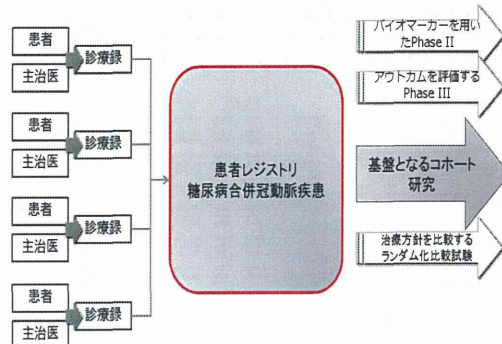 患者
主治医
診療録
患者
主治医
診療録
患者
主治医
診療録
患者
主治医
診療録
患者レジストリ
糖尿病合併冠動脈疾患
バイオマーカーを用い
たPhase II
アウトカムを評価する
Phase III
基盤となるコホート
研究
治療方針を比較する
ランダム化比較試験